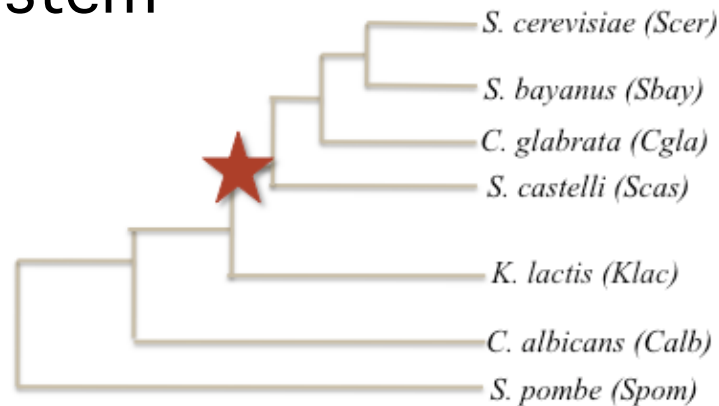 S. cerevisiae (Scer)
S. bayanus (Sbay)
C. glabrata (Cgla)
S. castelli (Scas)
K. lactis (Klac)
C. albicans (Calb)
S. pombe (Spom)